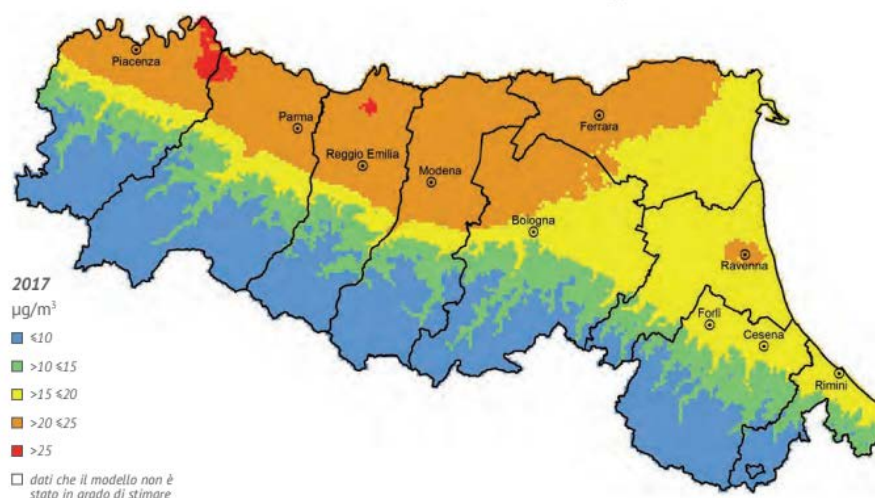 Piacenza
Parma
Reggio Emilia
Modena
Ferrara
Bologna
Ravenna
Forlì
Cesena
Rimini
2017
µg/m³
≤10
>10 ≤15
>15 ≤20
>20 ≤25
>25
dati che il modello non è
stato in grado di stimare